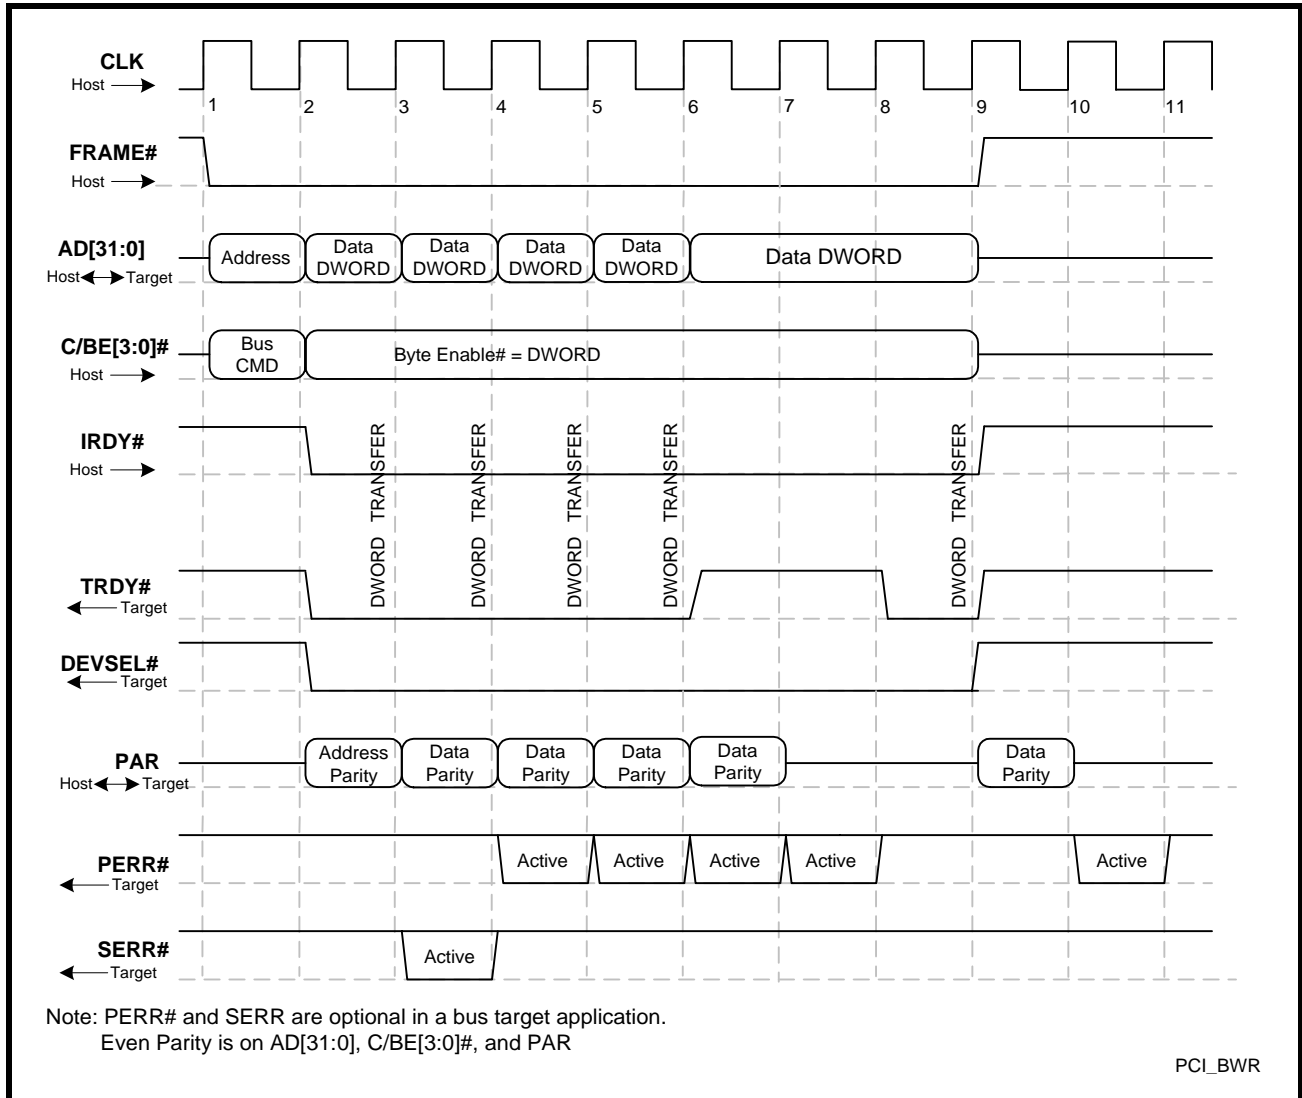 CLK
Host
1 2 3 4 5 6 7 8 9 10 11
FRAME#
Host
AD[31:0]
Host Target
Address
Data DWORD
Data DWORD
Data DWORD
Data DWORD
Data DWORD
C/BE[3:0]#
Host
Bus CMD
Byte Enable# = DWORD
IRDY#
Host
DWORD TRANSFER
DWORD TRANSFER
DWORD TRANSFER
DWORD TRANSFER
DWORD TRANSFER
TRDY#
Target
DEVSEL#
Target
PAR
Host Target
Address Parity
Data Parity
Data Parity
Data Parity
Data Parity
Data Parity
PERR#
Target
Active Active Active Active Active
SERR#
Target
Active
Note: PERR# and SERR are optional in a bus target application.
Even Parity is on AD[31:0], C/BE[3:0]#, and PAR
PCI_BWR